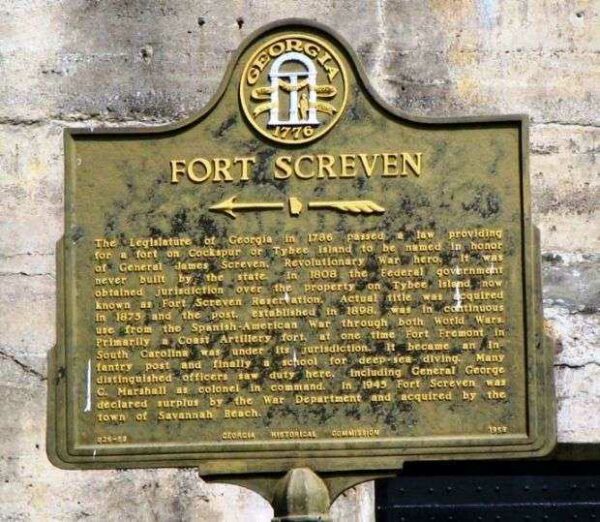 GEORGIA
1776
FORT SCREVEN
The Legislature of Georgia in 1786 passed a law providing
for a fort on Cockspur or Tybee Island to be named in honor
of General James Screven, Revolutionary War hero. It was
never built by the state. In 1808 the Federal government
obtained jurisdiction over the property on Tybee Island now
known as Fort Screven Reservation. Actual title was acquired
in 1875 and the post, established in 1898, was in continuous
use from the Spanish-American War through both World Wars.
Primarily a Coast Artillery fort, at one time Fort Fremont in
South Carolina was under its jurisdiction. It became an In-
fantry post and finally a school for deep-sea diving. Many
distinguished officers saw duty here, including General George
C. Marshall as colonel in command. In 1945 Fort Screven was
declared surplus by the War Department and acquired by the
town of Savannah Beach.
025-59 GEORGIA HISTORICAL COMMISSION 1958